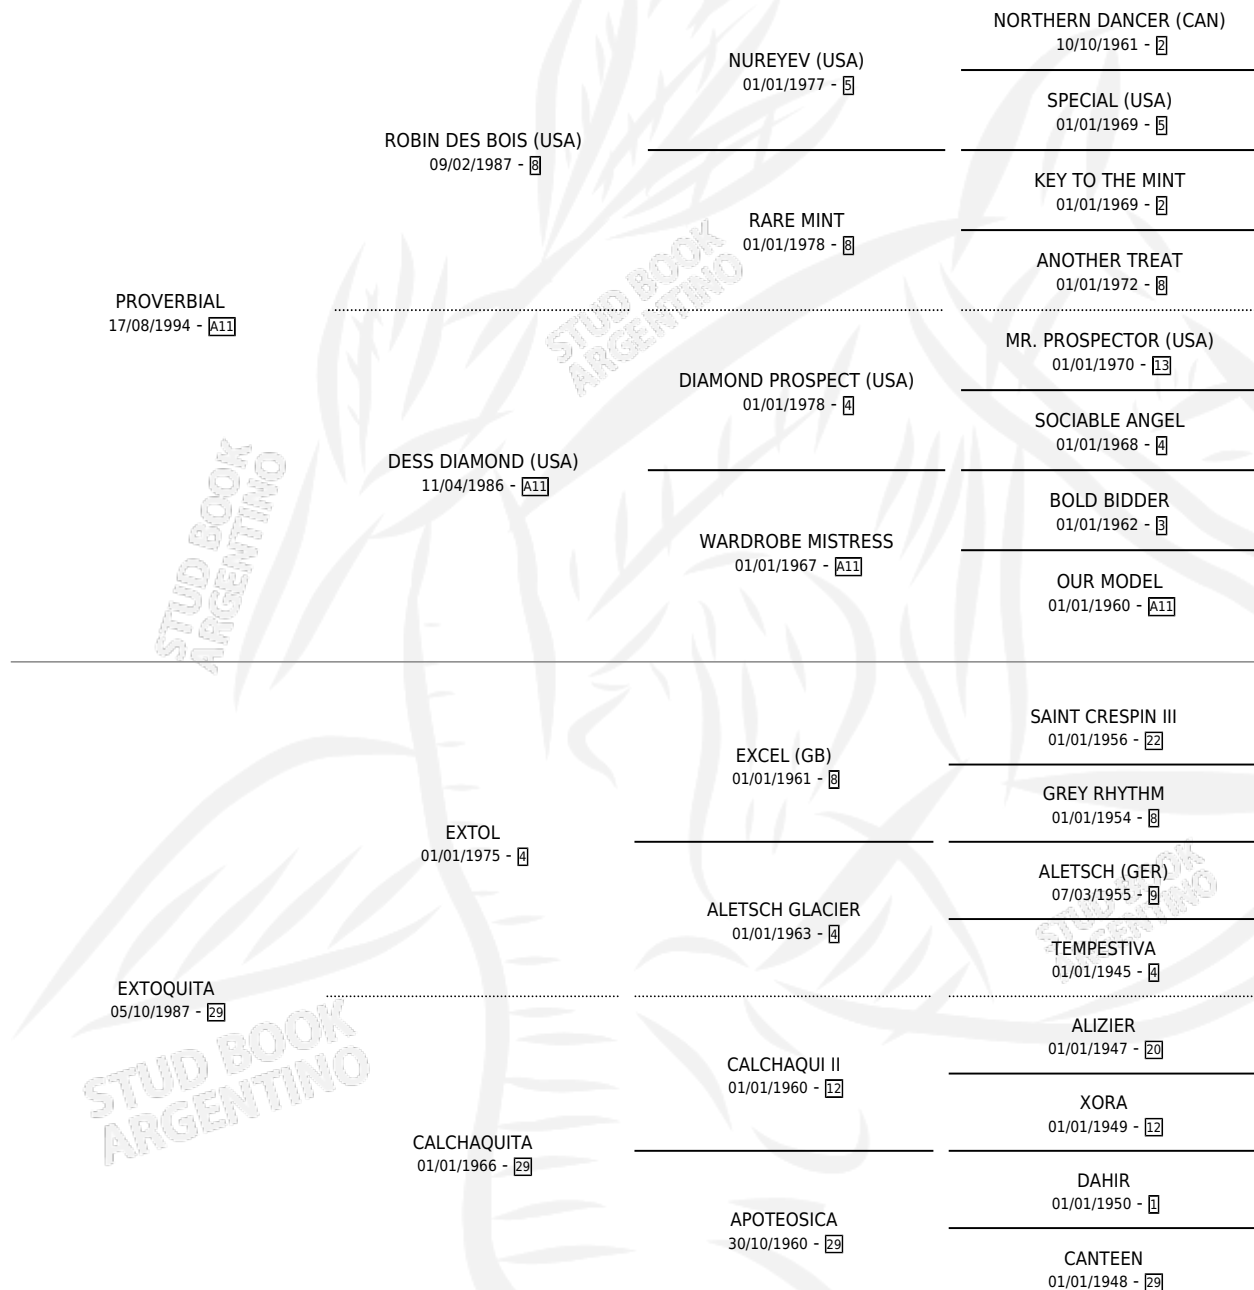 NORTHERN DANCER (CAN)
10/10/1961 - 2
NUREYEV (USA)
01/01/1977 - 5
SPECIAL (USA)
01/01/1969 - 5
ROBIN DES BOIS (USA)
09/02/1987 - 8
KEY TO THE MINT
01/01/1969 - 2
RARE MINT
01/01/1978 - 8
ANOTHER TREAT
01/01/1972 - 8
PROVERBIAL
17/08/1994 - A11
STUD BOOK
ARGENTINO
MR. PROSPECTOR (USA)
01/01/1970 - 13
DIAMOND PROSPECT (USA)
01/01/1978 - 4
SOCIABLE ANGEL
01/01/1968 - 4
DESS DIAMOND (USA)
11/04/1986 - A11
BOLD BIDDER
01/01/1962 - 3
WARDROBE MISTRESS
01/01/1967 - A11
OUR MODEL
01/01/1960 - A11
STUD BOOK
ARGENTINO
SAINT CRESPIN III
01/01/1956 - 22
EXCEL (GB)
01/01/1961 - 8
GREY RHYTHM
01/01/1954 - 8
EXTOL
01/01/1975 - 4
ALETSCH (GER)
07/03/1955 - 9
ALETSCH GLACIER
01/01/1963 - 4
TEMPESTIVA
01/01/1945 - 4
STUD BOOK
ARGENTINO
EXTOQUITA
05/10/1987 - 29
ALIZIER
01/01/1947 - 20
CALCHAQUI II
01/01/1960 - 12
XORA
01/01/1949 - 12
STUD BOOK
ARGENTINO
CALCHAQUITA
01/01/1966 - 29
DAHIR
01/01/1950 - 1
APOTEOSICA
30/10/1960 - 29
CANTEEN
01/01/1948 - 29